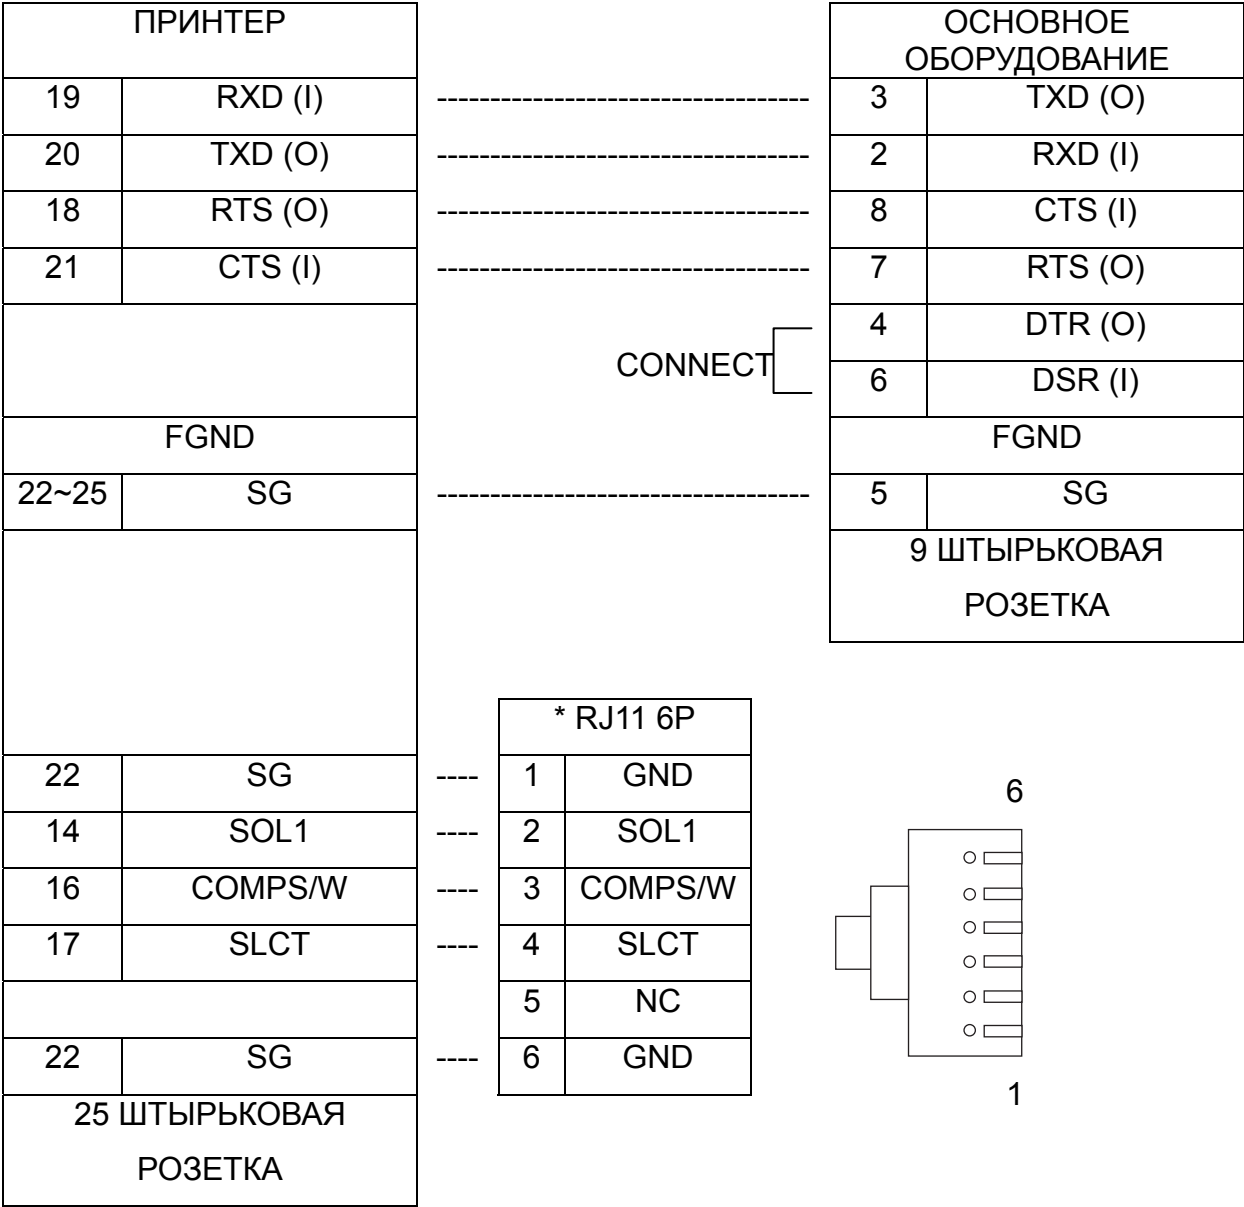 ПРИНТЕР
ОСНОВНОЕ
ОБОРУДОВАНИЕ
19 RXD (I) ----------------------------------- 3 TXD (O)
20 TXD (O) ----------------------------------- 2 RXD (I)
18 RTS (O) ----------------------------------- 8 CTS (I)
21 CTS (I) ----------------------------------- 7 RTS (O)
4 DTR (O)
CONNECT
6 DSR (I)
FGND FGND
22~25 SG ----------------------------------- 5 SG
9 ШТЫРЬКОВАЯ
РОЗЕТКА
* RJ11 6P
22 SG ---- 1 GND
6
14 SOL1 ---- 2 SOL1
16 COMPS/W ---- 3 COMPS/W
17 SLCT ---- 4 SLCT
5 NC
22 SG ---- 6 GND
1
25 ШТЫРЬКОВАЯ
РОЗЕТКА